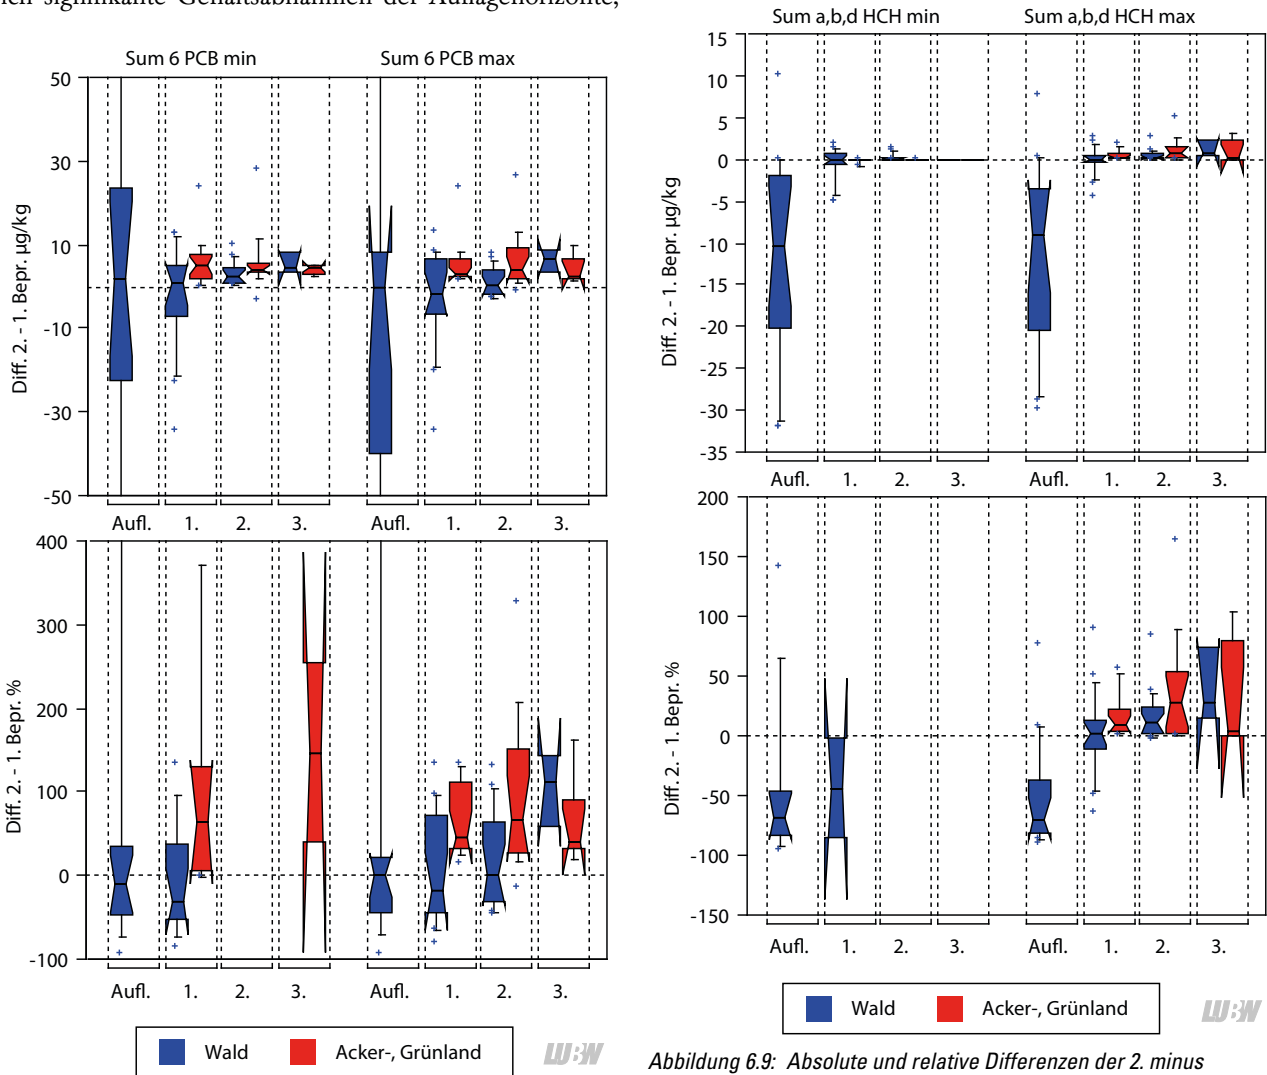 ich signifikante Gehaltsabnahmen der Auflagehorizonte,
Sum 6 PCB min Sum 6 PCB max
50
30
10
-10
-30
-50
Diff. 2. - 1. Bepr. µg/kg
Aufl. 1. 2. 3. Aufl. 1. 2. 3.
400
300
200
100
0
-100
Diff. 2. - 1. Bepr. %
Aufl. 1. 2. 3. Aufl. 1. 2. 3.
Wald Acker-, Grünland
LUBW
Sum a,b,d HCH min Sum a,b,d HCH max
15
10
5
0
-5
-10
-15
-20
-25
-30
-35
Diff. 2. - 1. Bepr. µg/kg
Aufl. 1. 2. 3. Aufl. 1. 2. 3.
200
150
100
50
0
-50
-100
-150
Diff. 2. - 1. Bepr. %
Aufl. 1. 2. 3. Aufl. 1. 2. 3.
Wald Acker-, Grünland
LUBW
Abbildung 6.9: Absolute und relative Differenzen der 2. minus